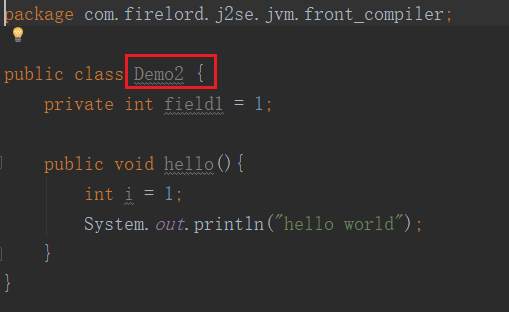 package com.firelord.j2se.jvm.front_compiler;
public class Demo2 {
private int field1 = 1;
public void hello(){
int i = 1;
System.out.println("hello world");
}
}